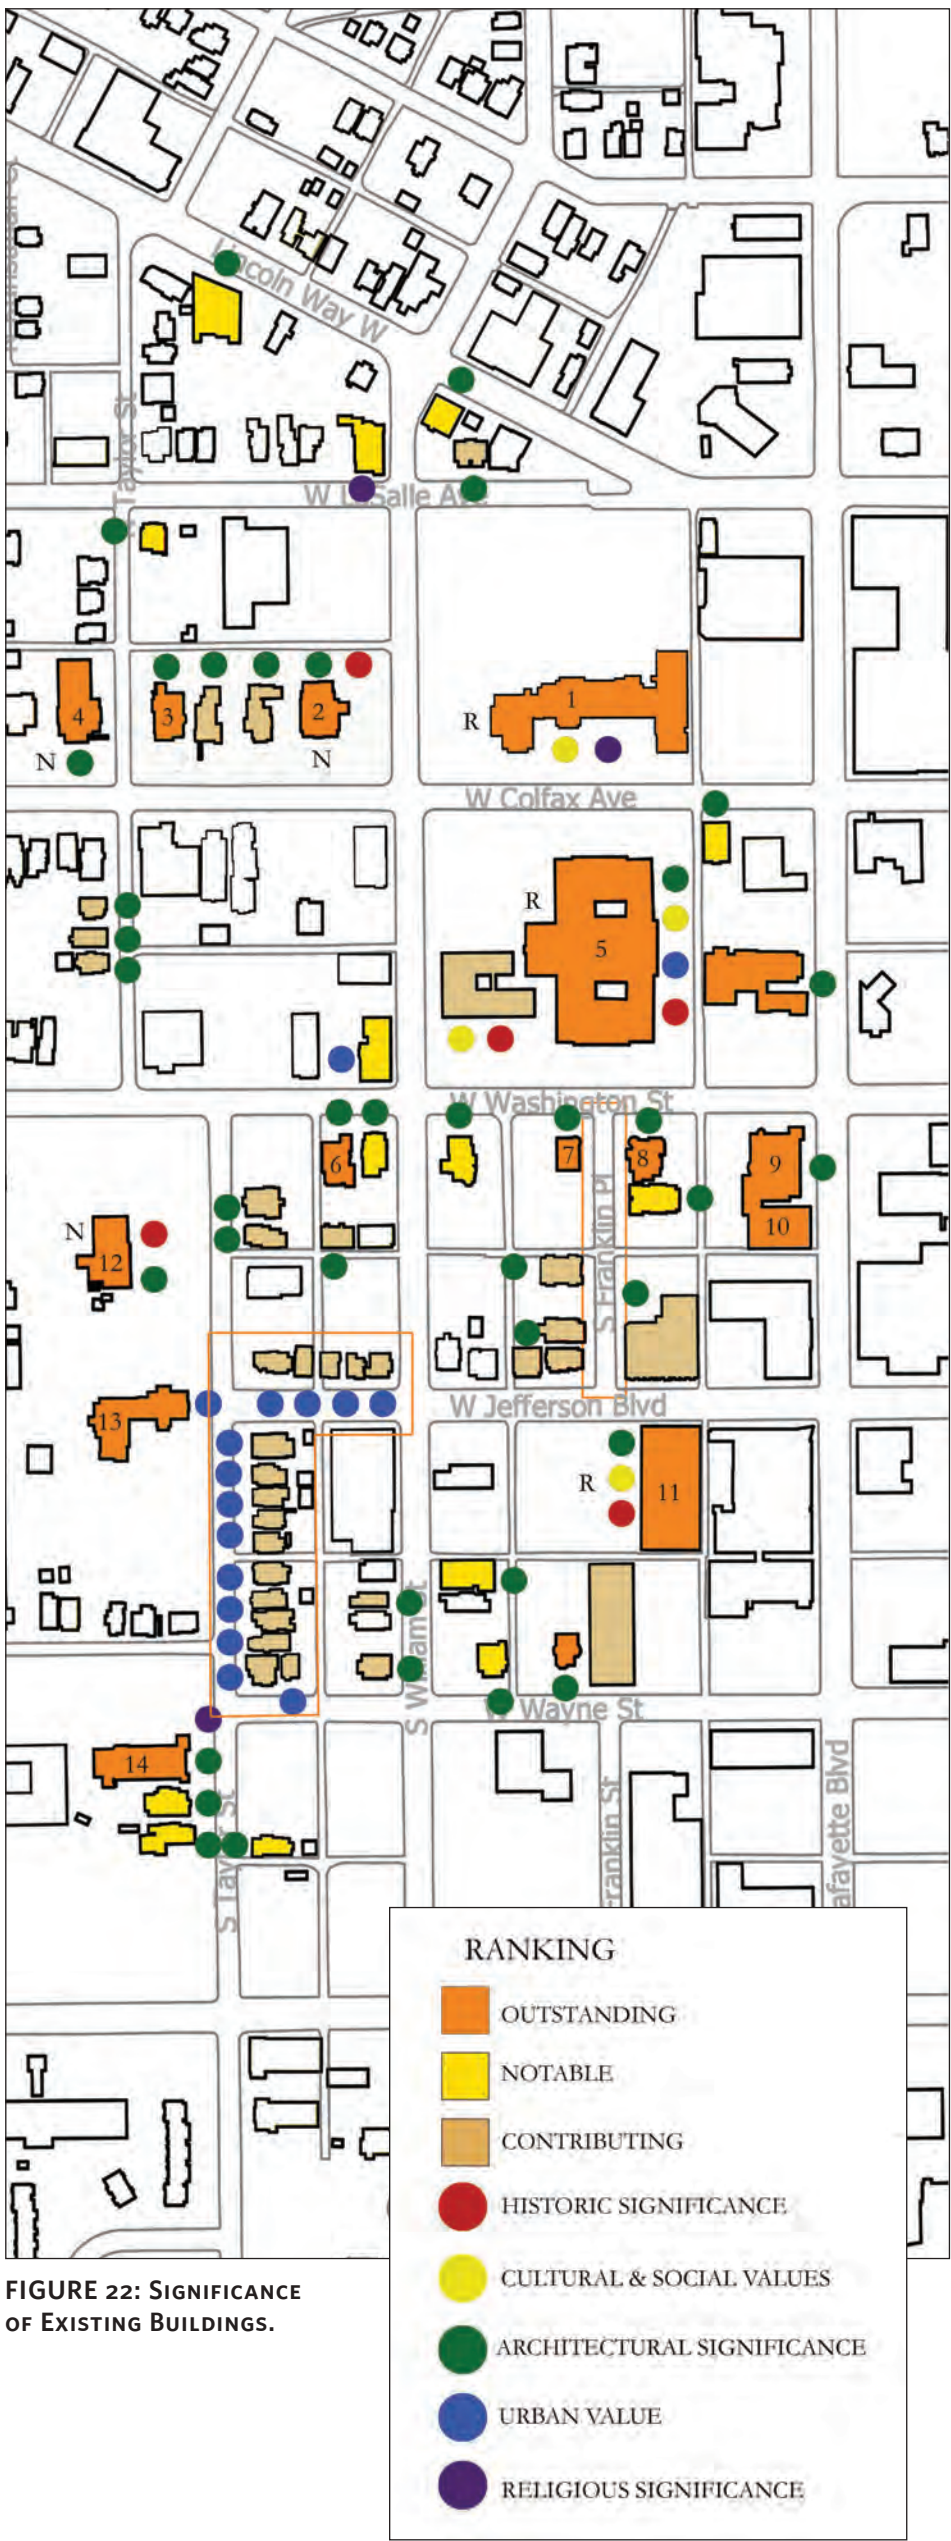 Lincoln Way W
Taylor St
W LaSalle Ave
4
3
2
1
R
N
N
W Colfax Ave
R
5
W Washington St
6
7
8
9
10
N
12
S Franklin Pl
13
W Jefferson Blvd
R
11
S William St
W Wayne St
14
S Taylor St
Franklin St
afayette Blvd
RANKING
OUTSTANDING
NOTABLE
CONTRIBUTING
HISTORIC SIGNIFICANCE
CULTURAL & SOCIAL VALUES
ARCHITECTURAL SIGNIFICANCE
URBAN VALUE
RELIGIOUS SIGNIFICANCE
FIGURE 22: SIGNIFICANCE
OF EXISTING BUILDINGS.